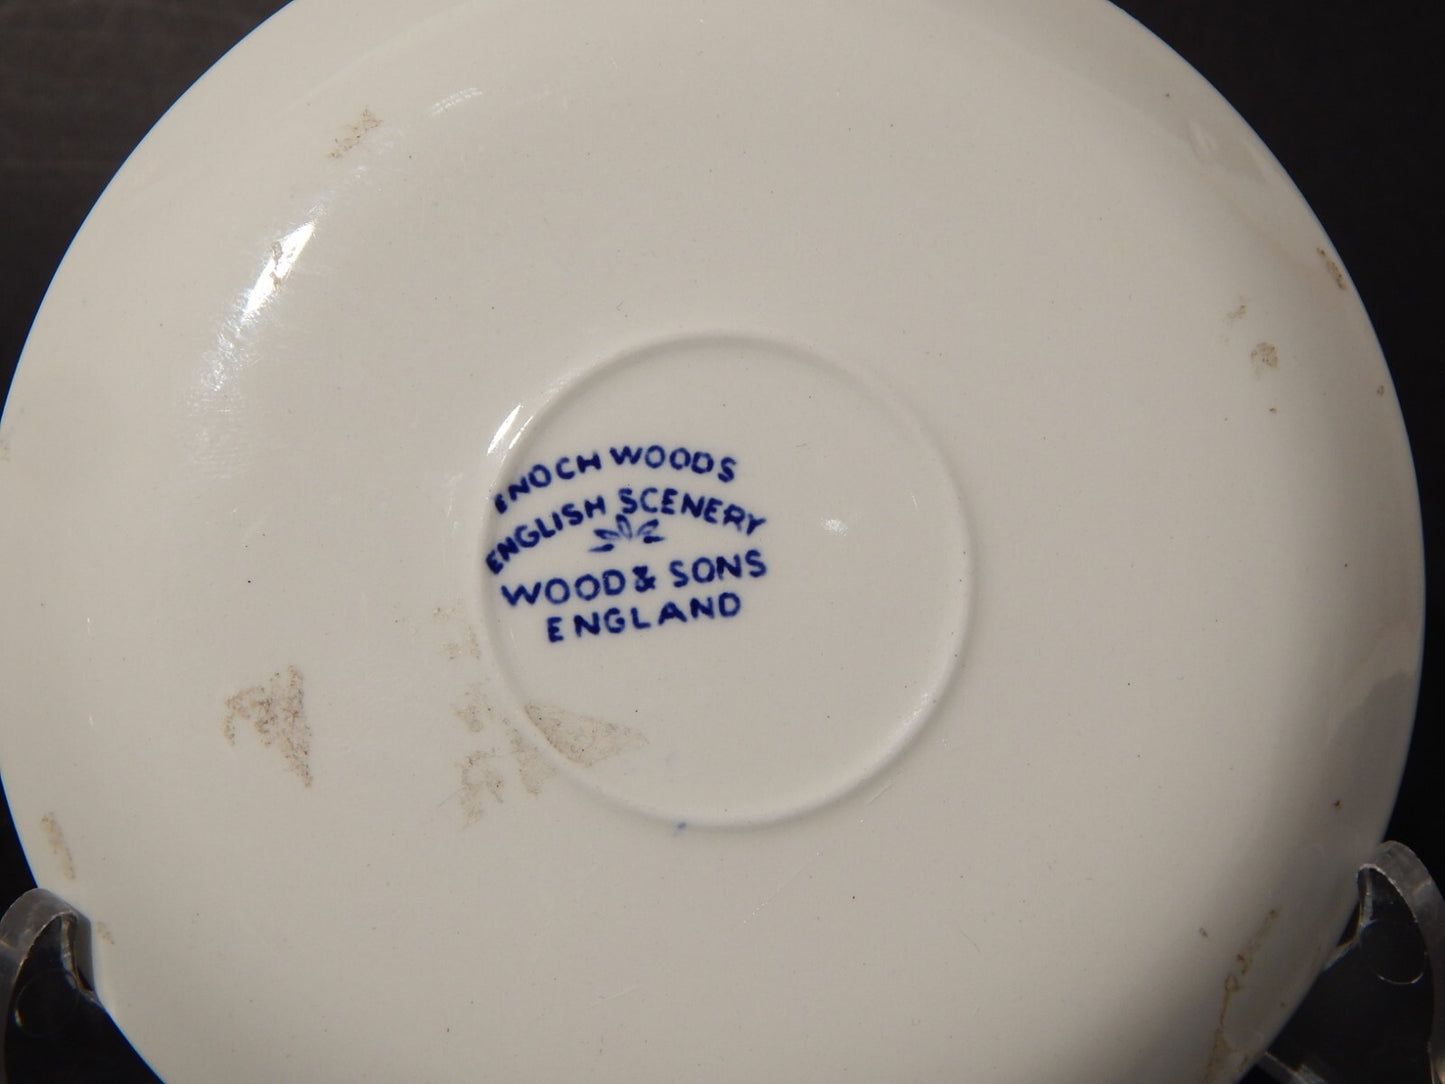 ENOCH WOODS
ENGLISH SCENERY
WOOD & SONS
ENGLAND